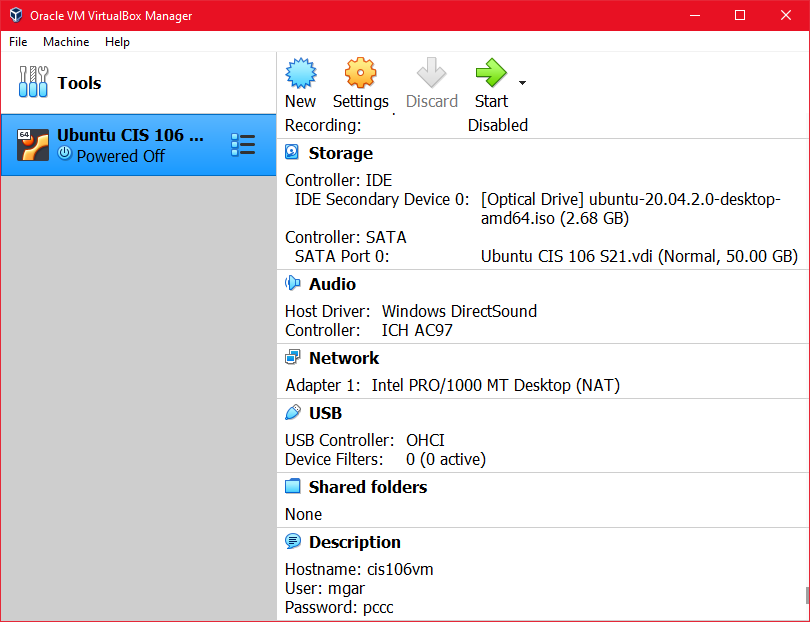 Oracle VM VirtualBox Manager
File Machine Help
Tools
64
Ubuntu CIS 106 ...
Powered Off
New Settings Discard Start
Recording: Disabled
Storage
Controller: IDE
IDE Secondary Device 0: [Optical Drive] ubuntu-20.04.2.0-desktop-
amd64.iso (2.68 GB)
Controller: SATA
SATA Port 0: Ubuntu CIS 106 S21.vdi (Normal, 50.00 GB)
Audio
Host Driver: Windows DirectSound
Controller: ICH AC97
Network
Adapter 1: Intel PRO/1000 MT Desktop (NAT)
USB
USB Controller: OHCI
Device Filters: 0 (0 active)
Shared folders
None
Description
Hostname: cis106vm
User: mgar
Password: pccc